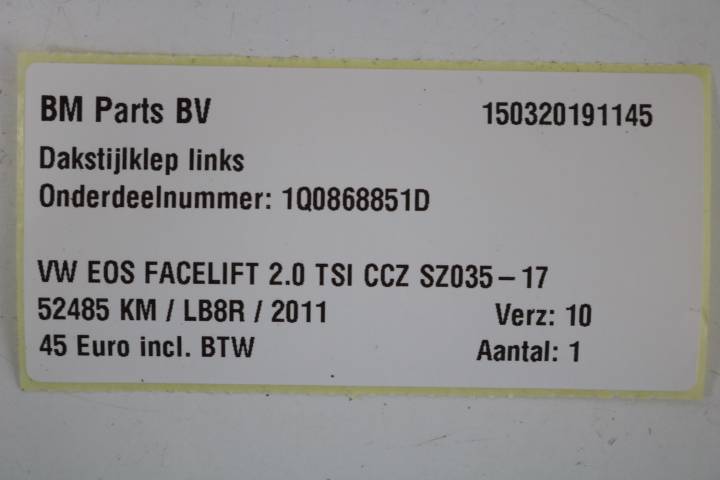 BM Parts BV 150320191145
Dakstijlklep links
Onderdeelnummer: 1Q0868851D
VW EOS FACELIFT 2.0 TSI CCZ SZ035 – 17
52485 KM / LB8R / 2011 Verz: 10
45 Euro incl. BTW Aantal: 1